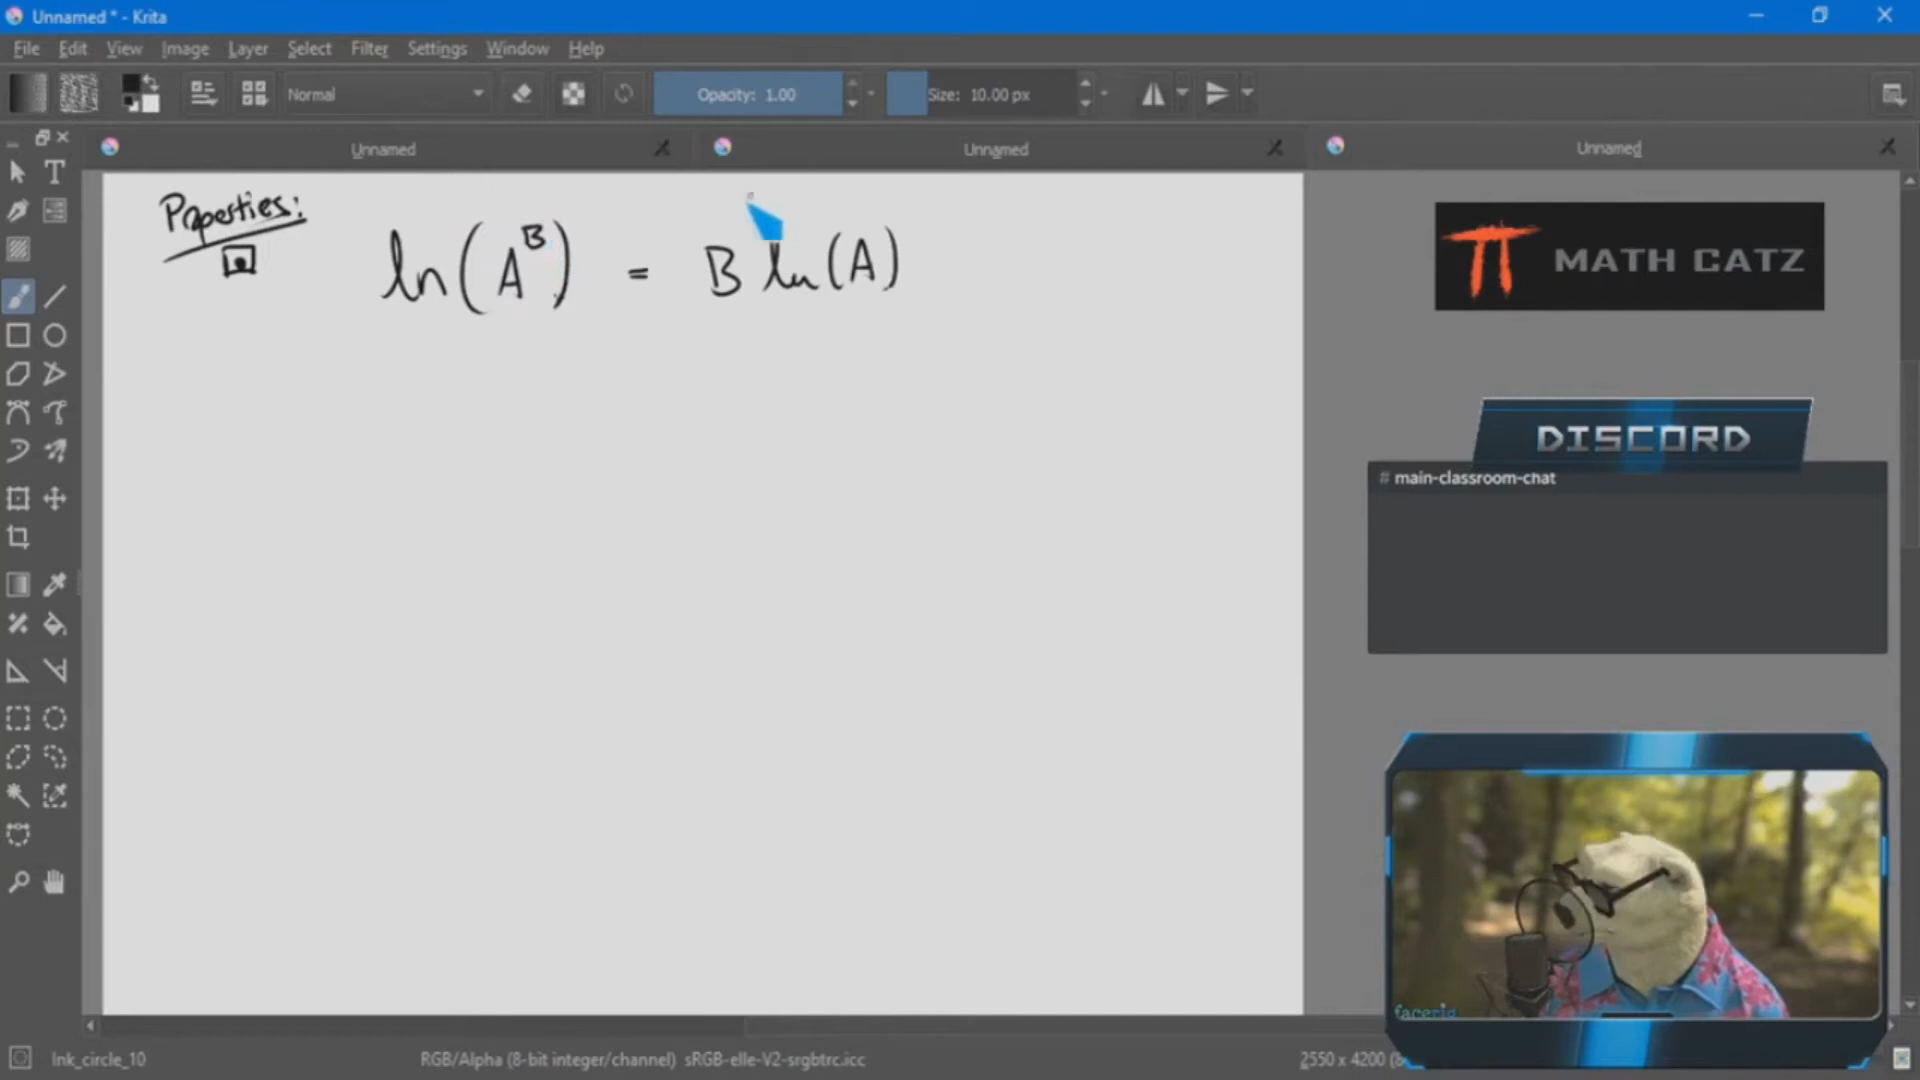 Unnamed * - Krita
File Edit View Image Layer Select Filter Settings Window Help
Normal Opacity: 1.00 Size: 10.00 px
Unnamed Unnamed Unnamed
Properties:
ln(A^B) = B ln(A)
MATH CATZ
DISCORD
# main-classroom-chat
facerig
Ink_circle_10 RGB/Alpha (8-bit integer/channel) sRGB-elle-V2-srgbtrc.icc 2550 x 4200 (8